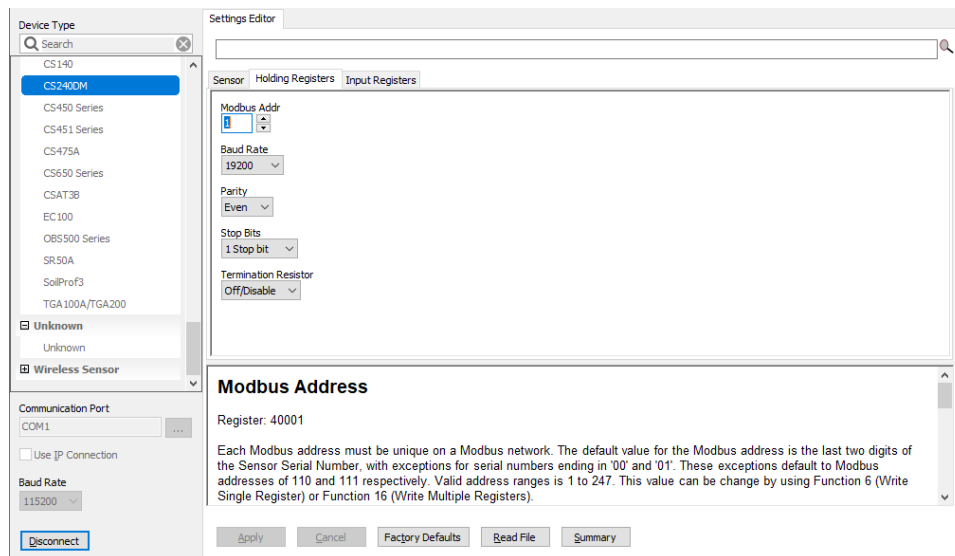 Device Type
Search
CS140
CS240DM
CS450 Series
CS451 Series
CS475A
CS650 Series
CSAT3B
EC100
OBS500 Series
SR50A
SoilProf3
TGA100A/TGA200
Unknown
Unknown
Wireless Sensor
Communication Port
COM1
...
Use IP Connection
Baud Rate
115200
Disconnect
Settings Editor
Sensor Holding Registers Input Registers
Modbus Addr
1
Baud Rate
19200
Parity
Even
Stop Bits
1 Stop bit
Termination Resistor
Off/Disable
Modbus Address
Register: 40001
Each Modbus address must be unique on a Modbus network. The default value for the Modbus address is the last two digits of
the Sensor Serial Number, with exceptions for serial numbers ending in '00' and '01'. These exceptions default to Modbus
addresses of 110 and 111 respectively. Valid address ranges is 1 to 247. This value can be change by using Function 6 (Write
Single Register) or Function 16 (Write Multiple Registers).
Apply Cancel Factory Defaults Read File Summary